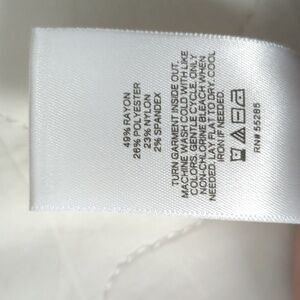 49% RAYON
26% POLYESTER
23% NYLON
2% SPANDEX
TURN GARMENT INSIDE OUT.
MACHINE WASH COLD WITH LIKE
COLORS, GENTLE CYCLE. ONLY
NON-CHLORINE BLEACH WHEN
NEEDED. LAY FLAT TO DRY. COOL
IRON IF NEEDED.
RN# 55285